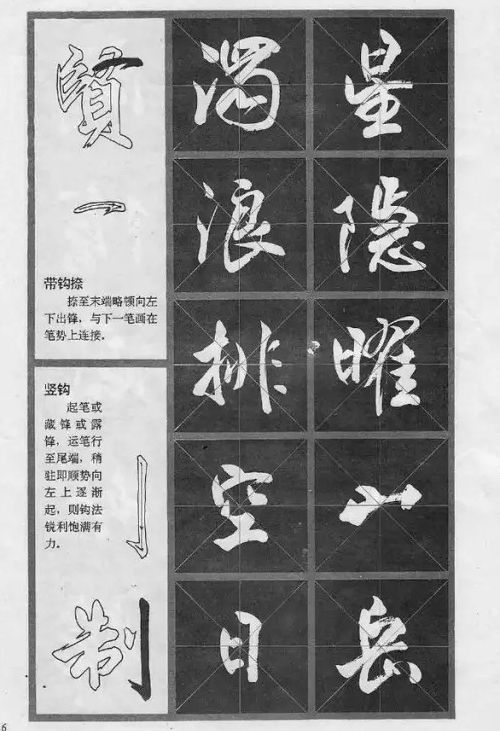 質
带钩捺
捺至末端略顿向左
下出锋，与下一笔画在
笔势上连接。
竖钩
起笔或
藏锋或露
锋，运笔行
至尾端，稍
驻即顺势向
左上逐渐
起，则钩法
锐利饱满有
力。
制
濁浪排空日
星隐曜山岳
6